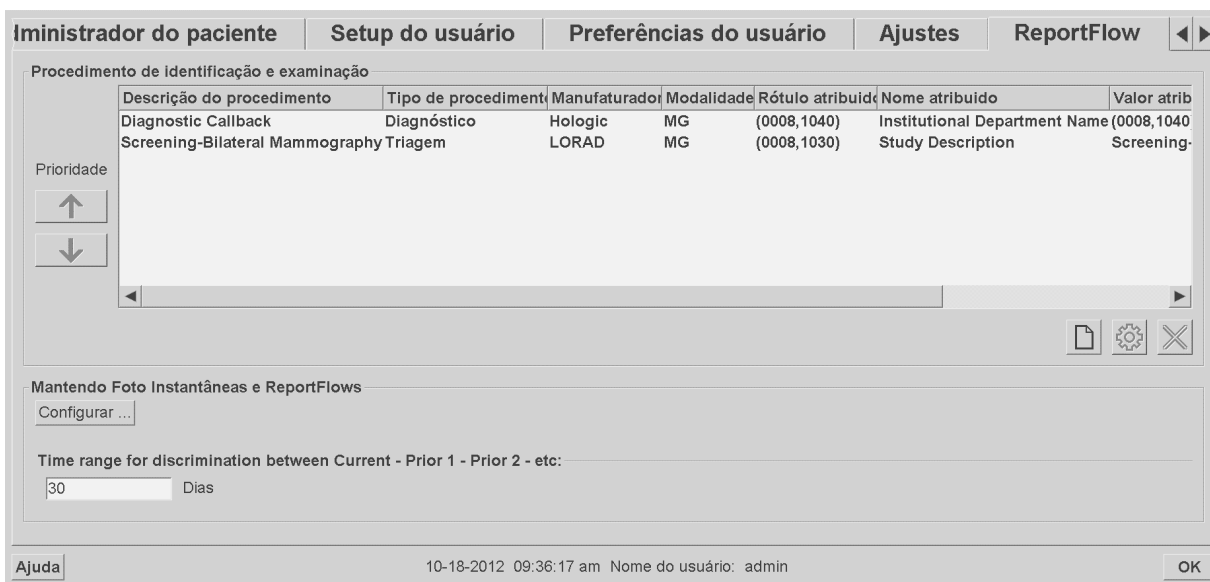 lministrador do paciente Setup do usuário Preferências do usuário Ajustes ReportFlow
Procedimento de identificação e examinação
Descrição do procedimento Tipo de procediment Manufaturador Modalidade Rótulo atribuid Nome atribuido Valor atrib
Diagnostic Callback Diagnóstico Hologic MG (0008,1040) Institutional Department Name (0008,1040
Screening-Bilateral Mammography Triagem LORAD MG (0008,1030) Study Description Screening-
Prioridade
Mantendo Foto Instantâneas e ReportFlows
Configurar ...
Time range for discrimination between Current - Prior 1 - Prior 2 - etc:
30 Dias
Ajuda 10-18-2012 09:36:17 am Nome do usuário: admin OK